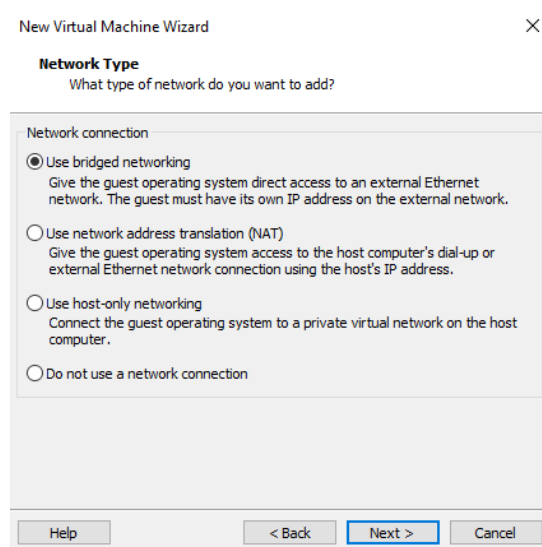 New Virtual Machine Wizard
Network Type
What type of network do you want to add?
Network connection
Use bridged networking
Give the guest operating system direct access to an external Ethernet
network. The guest must have its own IP address on the external network.
Use network address translation (NAT)
Give the guest operating system access to the host computer's dial-up or
external Ethernet network connection using the host's IP address.
Use host-only networking
Connect the guest operating system to a private virtual network on the host
computer.
Do not use a network connection
Help < Back Next > Cancel